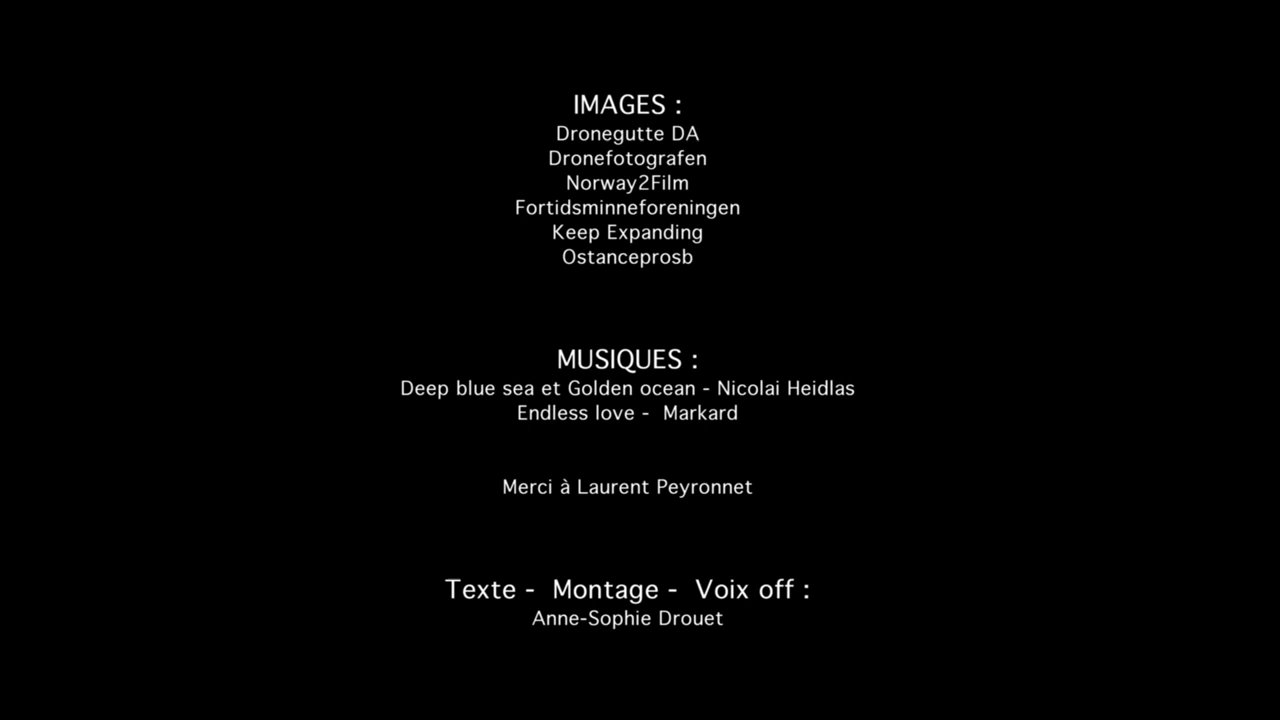 IMAGES :
Dronegutte DA
Dronefotografen
Norway2Film
Fortidsminneforeningen
Keep Expanding
Ostanceprosb
MUSIQUES :
Deep blue sea et Golden ocean - Nicolai Heidlas
Endless love -  Markard
Merci à Laurent Peyronnet
Texte -  Montage -  Voix off :
Anne-Sophie Drouet